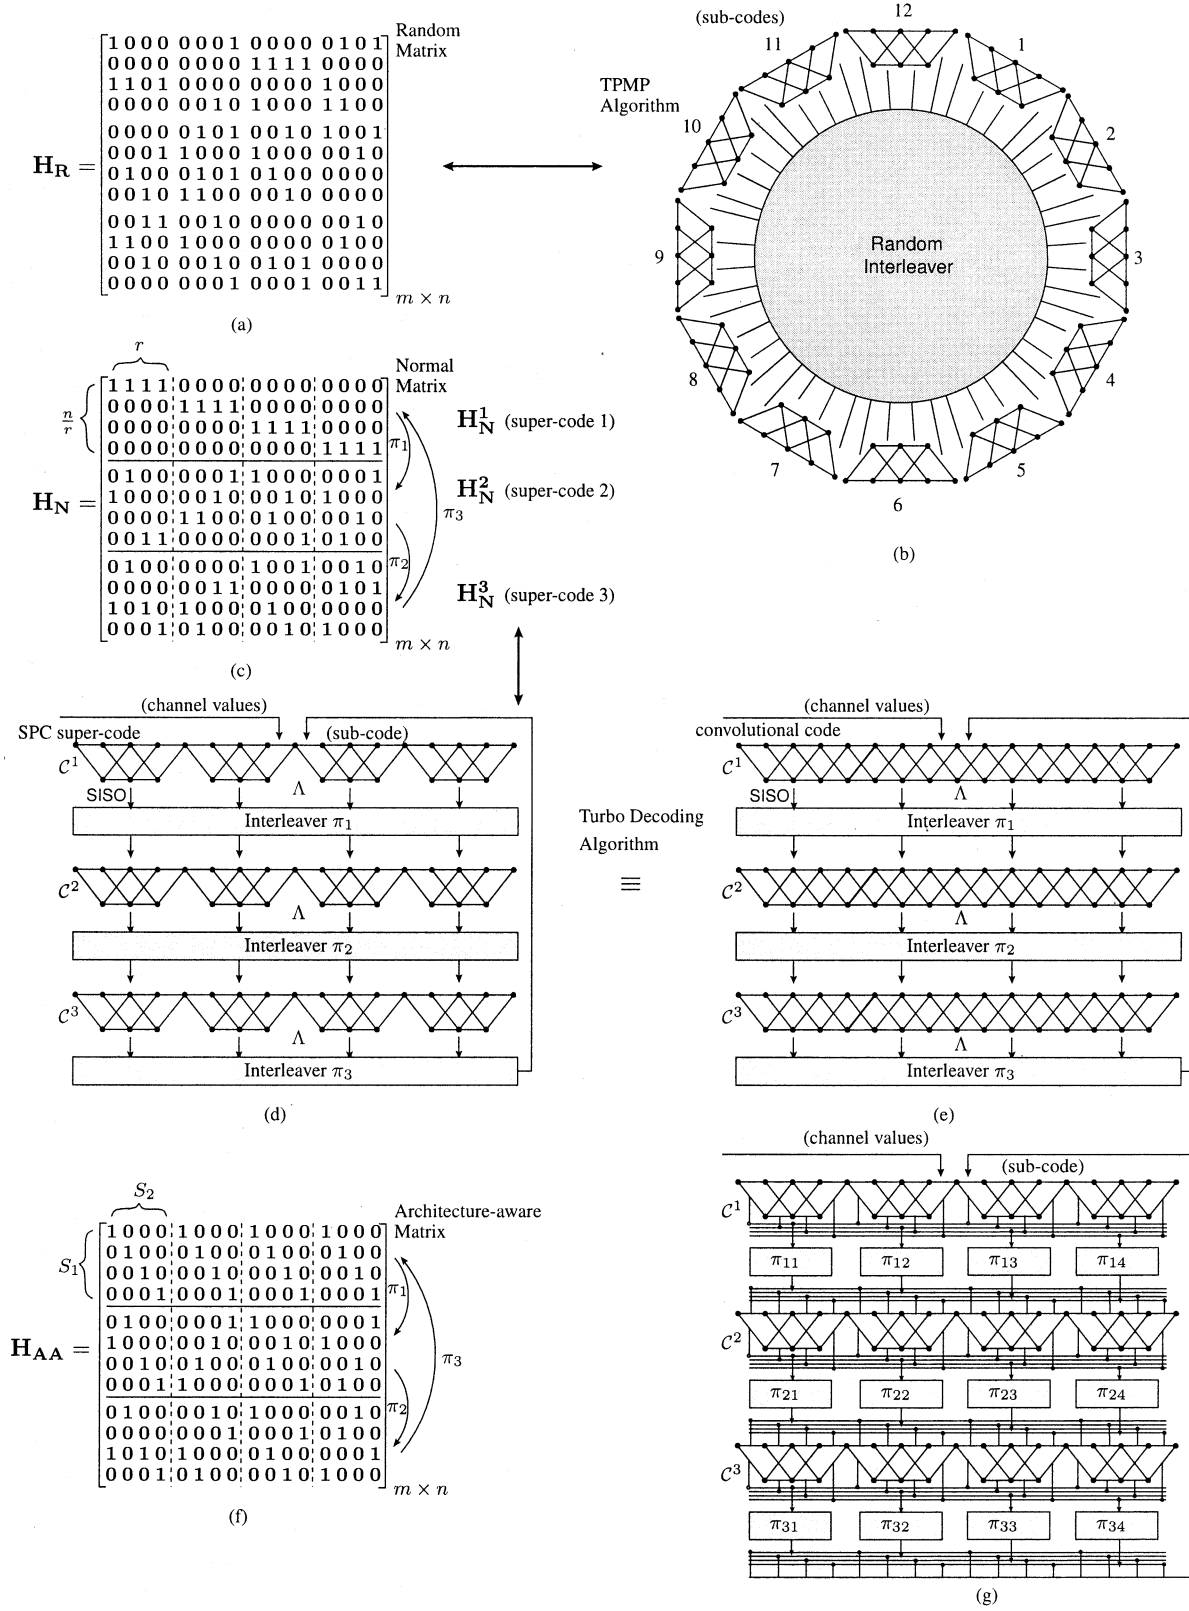 1000 0001 0000 0101
0000 0000 1111 0000
1101 0000 0000 1000
0000 0010 1000 1100
0000 0101 0010 1001
0001 1000 1000 0010
0100 0101 0100 0000
0010 1100 0010 0000
0011 0010 0000 0010
1100 1000 0000 0100
0010 0010 0101 0000
0000 0001 0001 0011
H_R =
Random
Matrix
m × n
(a)
(sub-codes)
TPMP
Algorithm
12
1
2
3
4
5
6
7
8
9
10
11
Random
Interleaver
(b)
r
n/r
H_N =
1111 0000 0000 0000
0000 1111 0000 0000
0000 0000 1111 0000
0000 0000 0000 1111
0100 0001 1000 0001
1000 0010 0010 1000
0000 1100 0100 0010
0011 0000 0001 0100
0100 0000 1001 0010
0000 0011 0000 0101
1010 1000 0100 0000
0001 0100 0010 1000
Normal
Matrix
π1
π2
π3
m × n
H_N^1 (super-code 1)
H_N^2 (super-code 2)
H_N^3 (super-code 3)
(c)
(channel values)
SPC super-code
(sub-code)
C^1
SISO
Λ
Interleaver π1
C^2
Λ
Interleaver π2
C^3
Λ
Interleaver π3
(d)
Turbo Decoding
Algorithm
≡
(channel values)
convolutional code
C^1
SISO
Λ
Interleaver π1
C^2
Λ
Interleaver π2
C^3
Λ
Interleaver π3
(e)
S2
S1
H_AA =
1000 1000 1000 1000
0100 0100 0100 0100
0010 0010 0010 0010
0001 0001 0001 0001
0100 0001 1000 0001
1000 0010 0010 1000
0010 0100 0100 0010
0001 1000 0001 0100
0100 0010 1000 0010
0000 0001 0001 0100
1010 1000 0100 0001
0001 0100 0010 1000
Architecture-aware
Matrix
π1
π2
π3
m × n
(f)
(channel values)
(sub-code)
C^1
π11 π12 π13 π14
C^2
π21 π22 π23 π24
C^3
π31 π32 π33 π34
(g)